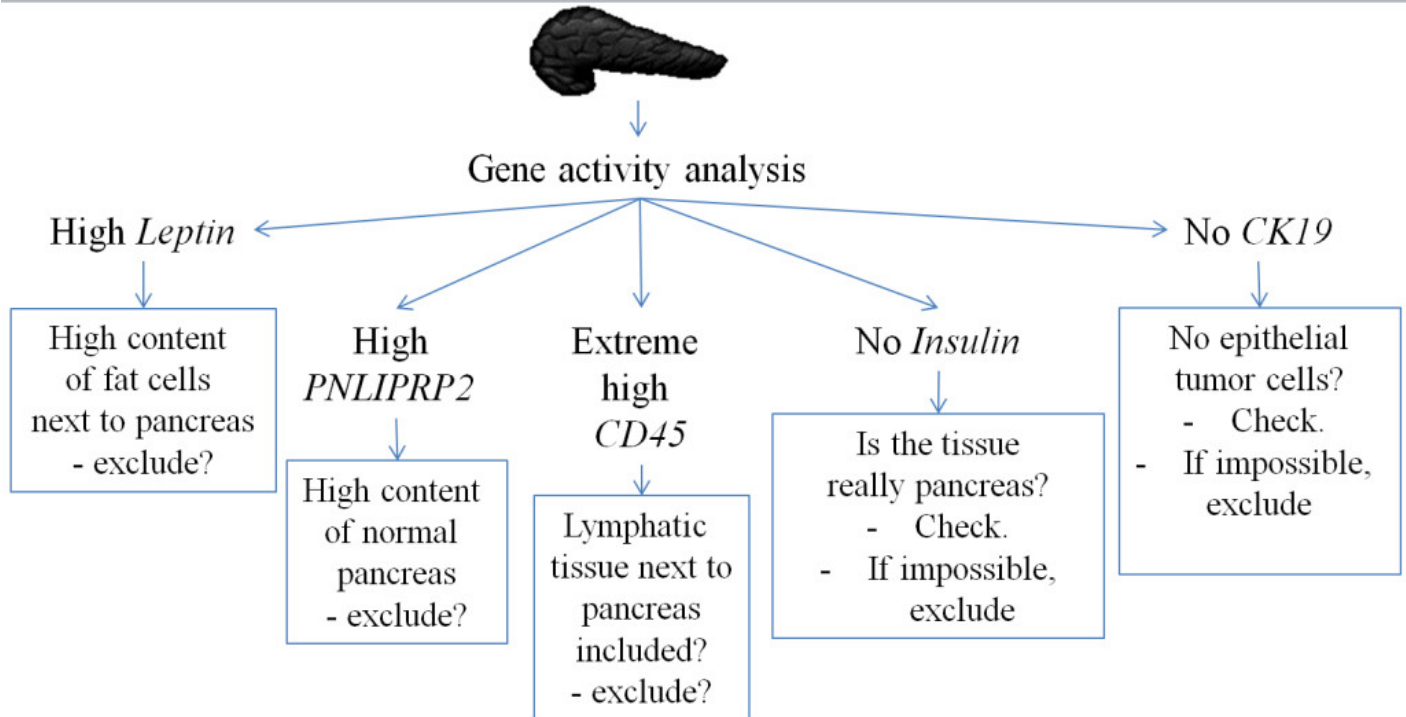 Gene activity analysis
High Leptin
High content
of fat cells
next to pancreas
- exclude?
High
PNLIPRP2
High content
of normal
pancreas
- exclude?
Extreme
high
CD45
Lymphatic
tissue next to
pancreas
included?
- exclude?
No Insulin
Is the tissue
really pancreas?
- Check.
- If impossible,
exclude
No CK19
No epithelial
tumor cells?
- Check.
- If impossible,
exclude